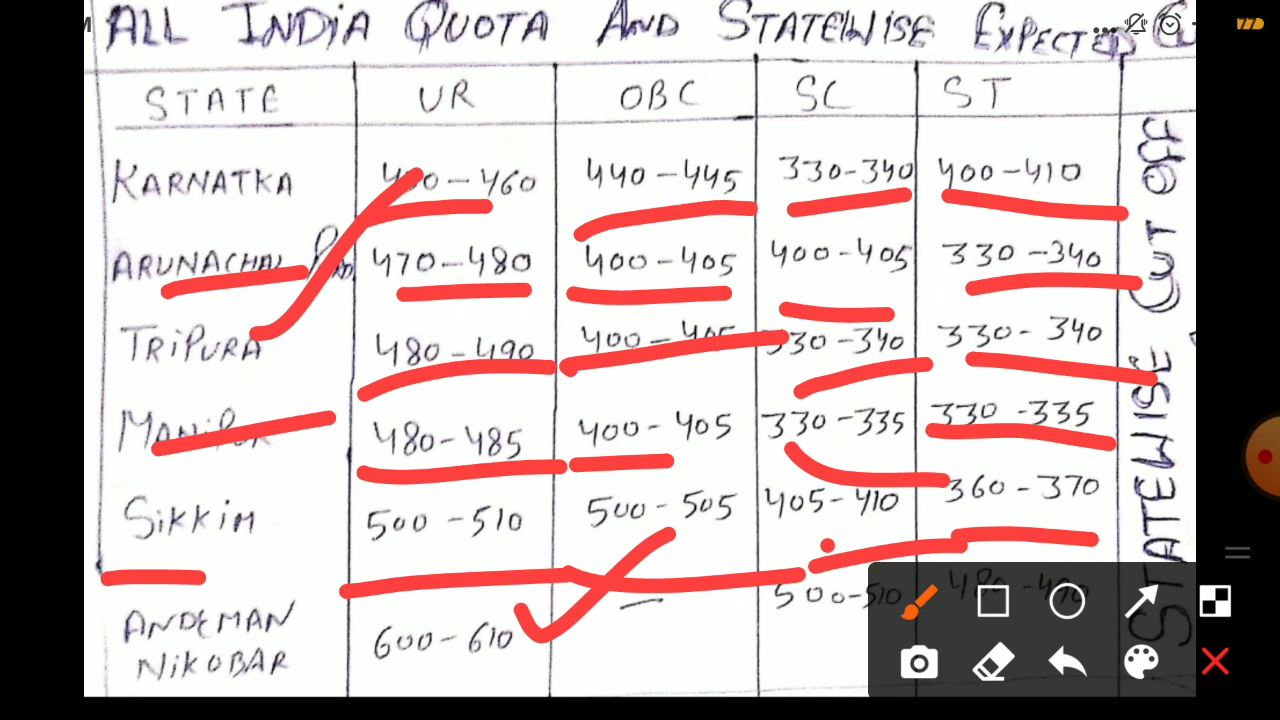 ALL INDIA QUOTA AND STATEWISE EXPECTED
STATE UR OBC SC ST
KARNATKA 460 440-445 330-340 400-410
ARUNACHAL 470-480 400-405 400-405 330-340
TRIPURA 480-490 400-405 330-340 330-340
MANIPUR 480-485 400-405 330-335 330-335
SIKKIM 500-510 500-505 405-410 360-370
ANDEMAN NIKOBAR 600-610 — 500-510 480-490
STATEWISE CUT OFF